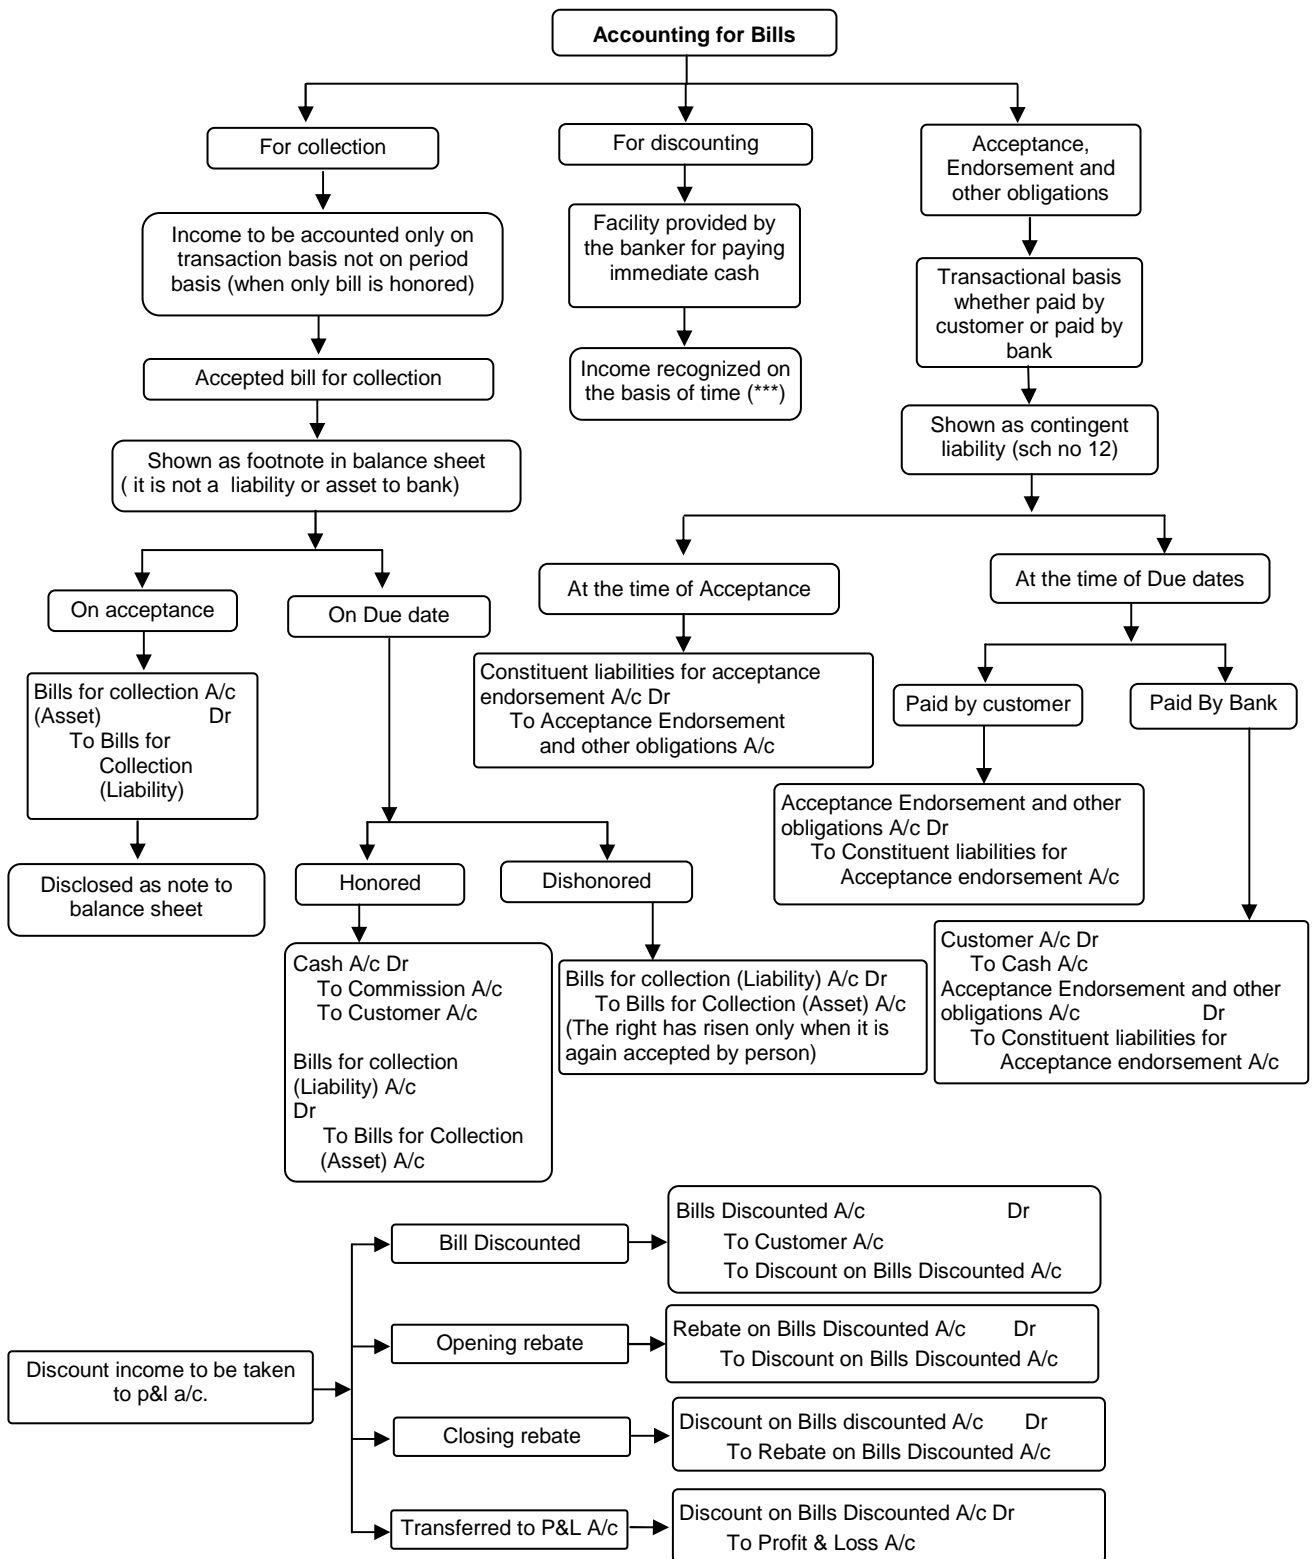 Accounting for Bills
For collection
For discounting
Acceptance,
Endorsement and
other obligations
Income to be accounted only on
transaction basis not on period
basis (when only bill is honored)
Facility provided by
the banker for paying
immediate cash
Transactional basis
whether paid by
customer or paid by
bank
Accepted bill for collection
Income recognized on
the basis of time (***)
Shown as contingent
liability (sch no 12)
Shown as footnote in balance sheet
( it is not a liability or asset to bank)
On acceptance
On Due date
At the time of Acceptance
At the time of Due dates
Bills for collection A/c
(Asset) Dr
To Bills for
Collection
(Liability)
Constituent liabilities for acceptance
endorsement A/c Dr
To Acceptance Endorsement
and other obligations A/c
Paid by customer
Paid By Bank
Disclosed as note to
balance sheet
Honored
Dishonored
Acceptance Endorsement and other
obligations A/c Dr
To Constituent liabilities for
Acceptance endorsement A/c
Cash A/c Dr
To Commission A/c
To Customer A/c
Bills for collection
(Liability) A/c
Dr
To Bills for Collection
(Asset) A/c
Bills for collection (Liability) A/c Dr
To Bills for Collection (Asset) A/c
(The right has risen only when it is
again accepted by person)
Customer A/c Dr
To Cash A/c
Acceptance Endorsement and other
obligations A/c Dr
To Constituent liabilities for
Acceptance endorsement A/c
Discount income to be taken
to p&l a/c.
Bill Discounted
Bills Discounted A/c Dr
To Customer A/c
To Discount on Bills Discounted A/c
Opening rebate
Rebate on Bills Discounted A/c Dr
To Discount on Bills Discounted A/c
Closing rebate
Discount on Bills discounted A/c Dr
To Rebate on Bills Discounted A/c
Transferred to P&L A/c
Discount on Bills Discounted A/c Dr
To Profit & Loss A/c